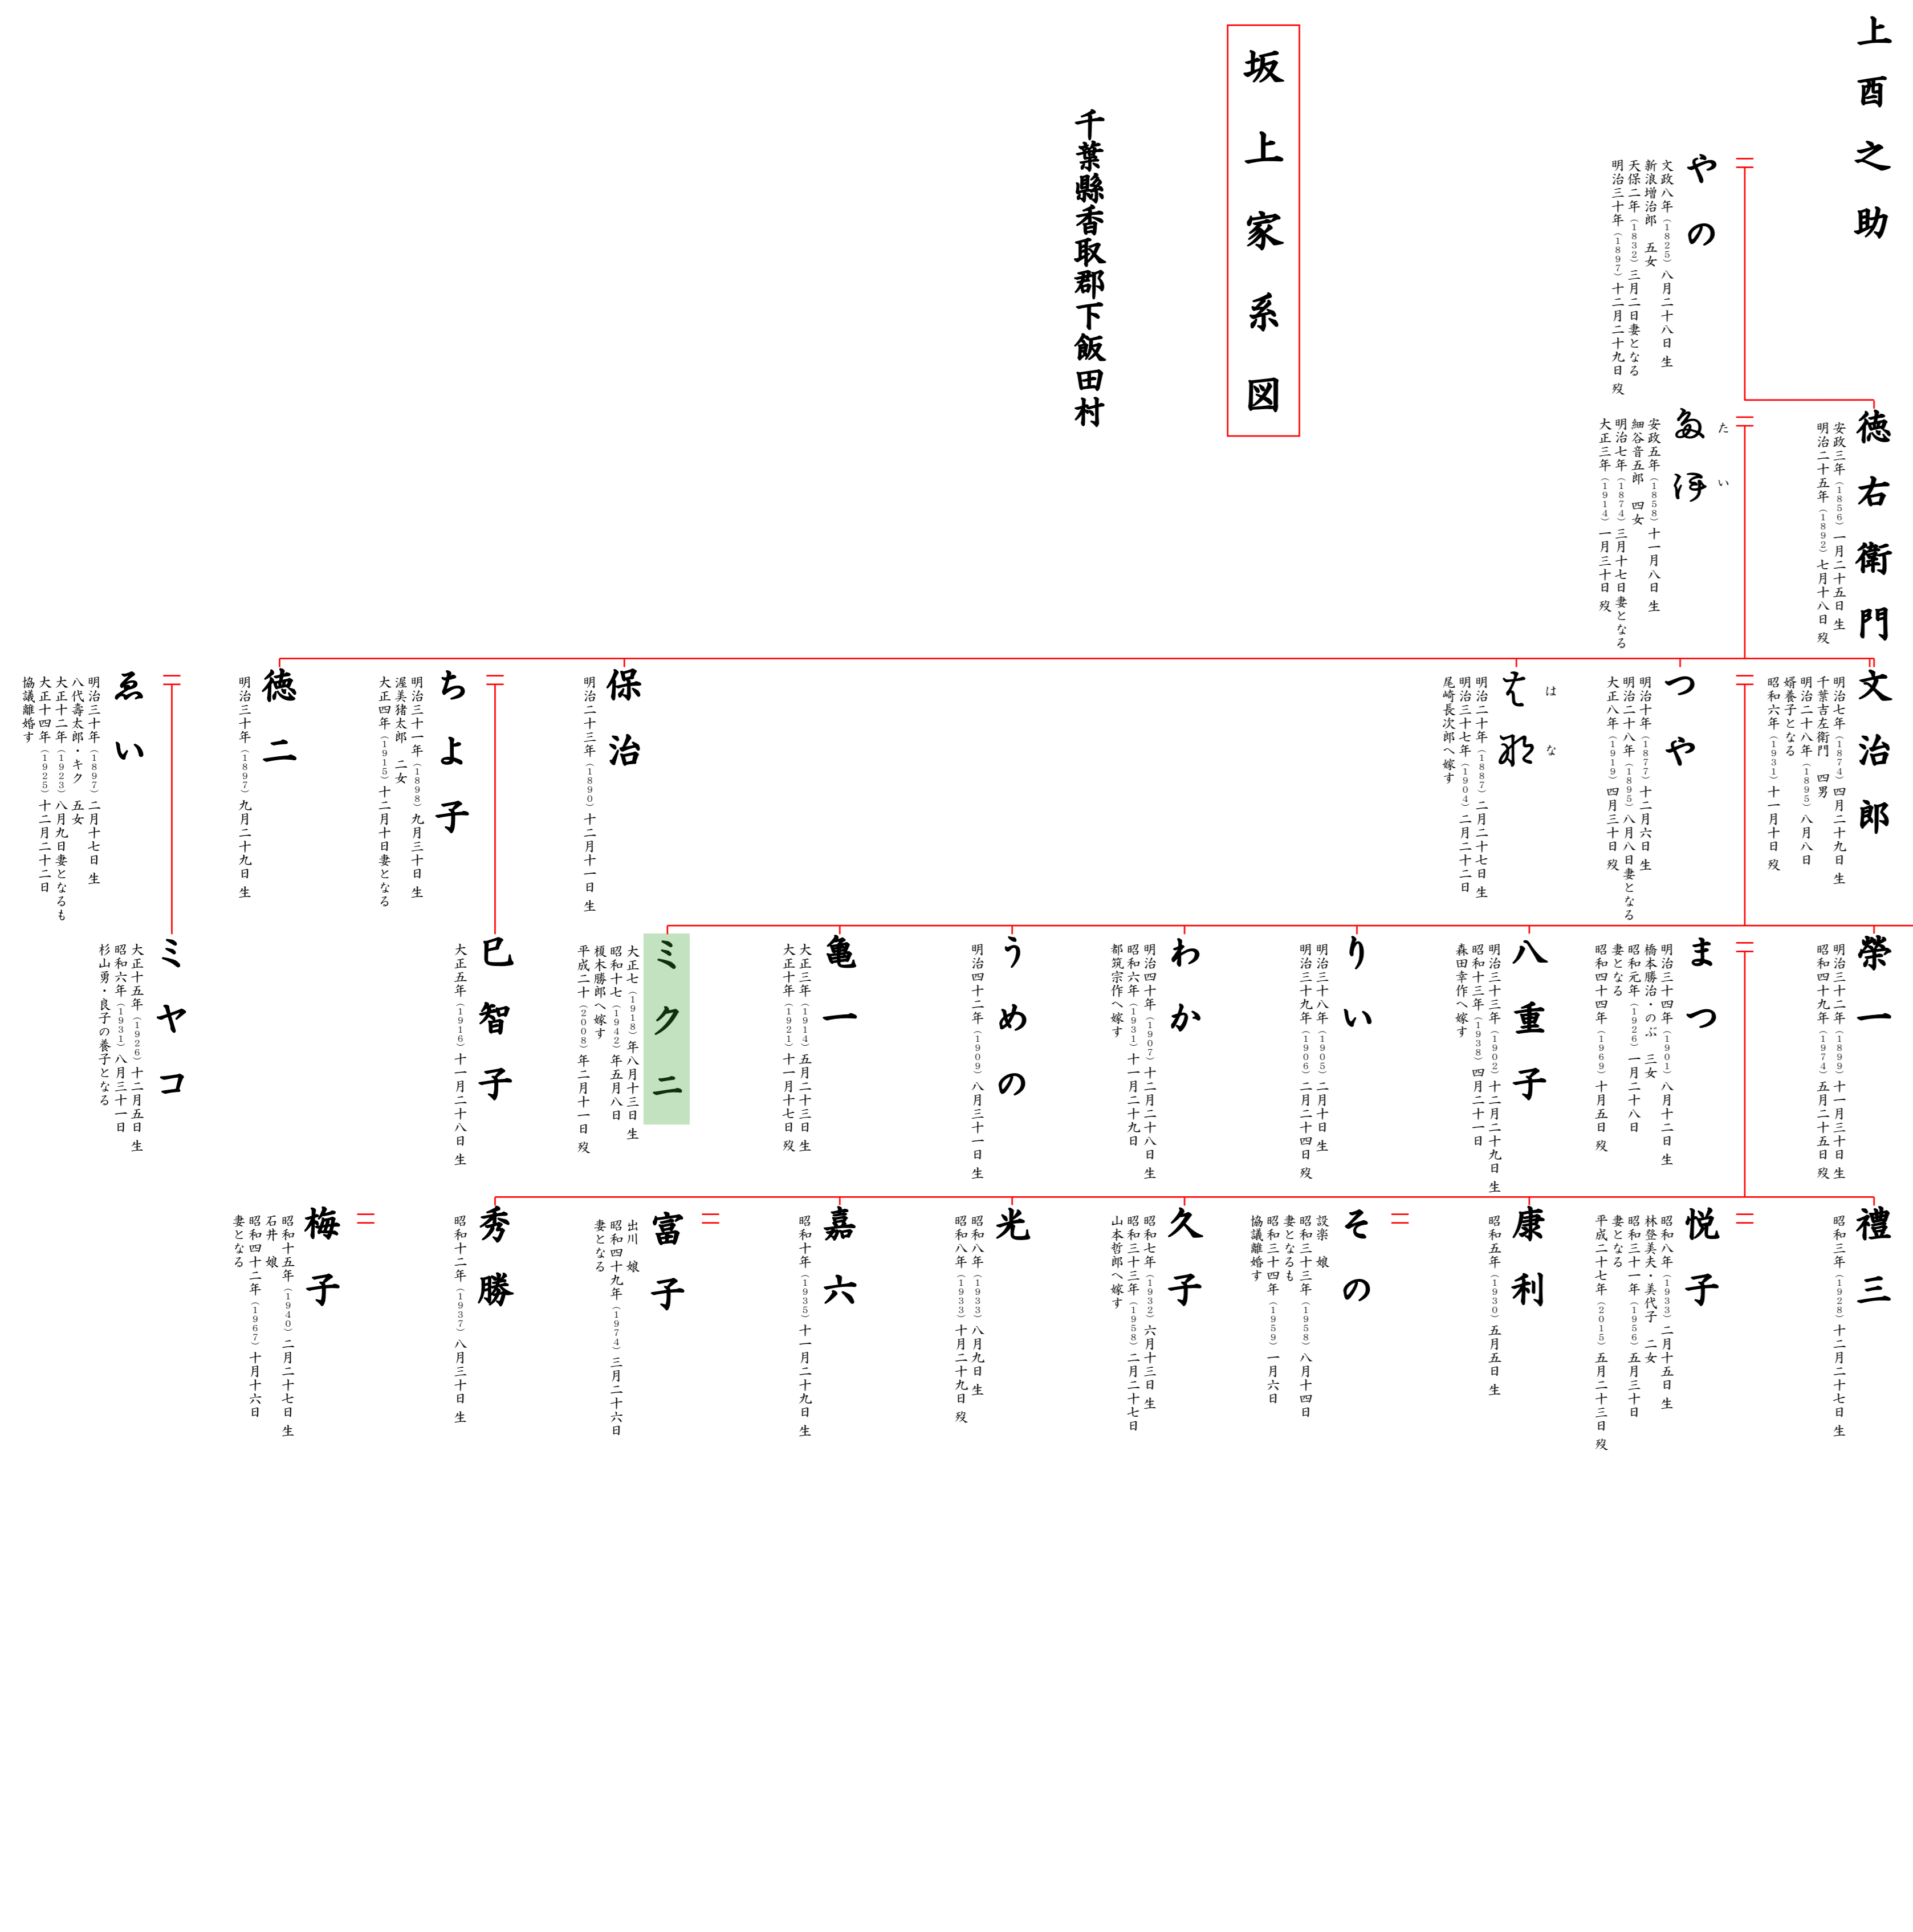 上酉之助
やの
文政八年（1825）八月二十八日 生
新浪増治郎　五女
天保二年（1832）三月二日妻となる
明治三十年（1897）十二月二十九日 歿
坂上家系図
千葉縣香取郡下飯田村
徳右衛門
安政三年（1856）一月二十五日 生
明治二十五年（1892）七月十八日 歿
たい
安政五年（1858）十一月八日 生
細谷音五郎　四女
明治七年（1874）三月十七日妻となる
大正三年（1914）一月三十日 歿
文治郎
明治七年（1874）四月二十九日 生
千葉吉左衛門　四男
明治二十八年（1895）八月八日
婿養子となる
昭和六年（1931）十一月十日 歿
つや
明治十年（1877）十二月六日 生
明治二十八年（1895）八月八日妻となる
大正八年（1919）四月三十日 歿
はな
明治二十年（1887）二月二十七日 生
明治三十七年（1904）二月二十二日
尾崎長次郎へ嫁す
保治
明治二十三年（1890）十二月十一日 生
ちよ子
明治三十一年（1898）九月三十日 生
渥美猪太郎　二女
大正四年（1915）十二月十日妻となる
徳二
明治三十年（1897）九月二十九日 生
ゑい
明治三十年（1897）二月十七日 生
八代壽太郎・キク　五女
大正十二年（1923）八月九日妻となるも
大正十四年（1925）十二月二十二日
協議離婚す
榮一
明治三十二年（1899）十一月三十日 生
昭和四十九年（1974）五月二十五日 歿
まつ
明治三十四年（1901）八月十二日 生
橋本勝治・のぶ　三女
昭和元年（1926）一月二十八日
妻となる
昭和四十四年（1969）十月五日 歿
八重子
明治三十三年（1902）十二月二十九日 生
昭和十三年（1938）四月二十一日
森田幸作へ嫁す
りい
明治三十八年（1905）二月十日 生
明治三十九年（1906）二月二十四日 歿
わか
明治四十年（1907）十二月二十八日 生
昭和六年（1931）十一月二十九日
都筑宗作へ嫁す
うめの
明治四十二年（1909）八月三十一日 生
亀一
大正三年（1914）五月二十三日 生
大正十年（1921）十一月十七日 歿
ミクニ
大正七（1918）年八月十三日 生
昭和十七（1942）年五月八日
榎木勝郎へ嫁す
平成二十（2008）年二月十一日 歿
巳智子
大正五年（1916）十一月二十八日 生
ミヤコ
大正十五年（1926）十二月五日 生
昭和六年（1931）八月三十一日
杉山勇・良子の養子となる
禮三
昭和三年（1928）十二月二十七日 生
悦子
昭和八年（1933）二月十五日 生
林登美夫・美代子　二女
昭和三十一年（1956）五月三十日
妻となる
平成二十七年（2015）五月二十三日 歿
康利
昭和五年（1930）五月五日 生
その
設楽　娘
昭和三十三年（1958）八月十四日
妻となるも
昭和三十四年（1959）一月六日
協議離婚す
久子
昭和七年（1932）六月十三日 生
昭和三十三年（1958）二月二十七日
山本哲郎へ嫁す
光
昭和八年（1933）八月九日 生
昭和八年（1933）十月二十九日 歿
嘉六
昭和十年（1935）十一月二十九日 生
富子
出川　娘
昭和四十九年（1974）三月二十六日
妻となる
秀勝
昭和十二年（1937）八月三十日 生
梅子
昭和十五年（1940）二月二十七日 生
石井　娘
昭和四十二年（1967）十月十六日
妻となる